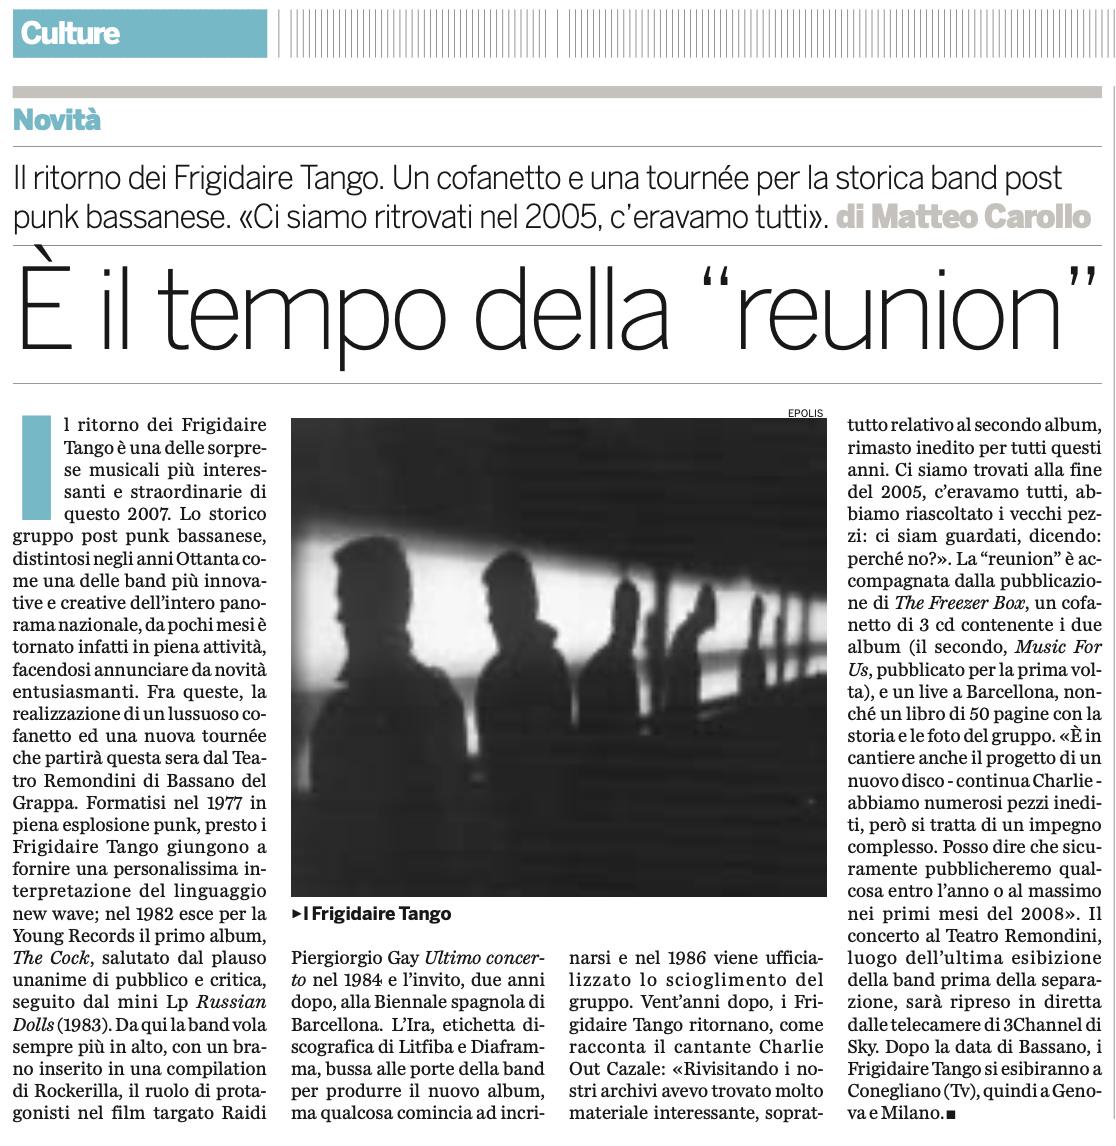 Culture
Novità
Il ritorno dei Frigidaire Tango. Un cofanetto e una tournée per la storica band post
punk bassanese. «Ci siamo ritrovati nel 2005, c’eravamo tutti». di Matteo Carollo
È il tempo della “reunion”
Il ritorno dei Frigidaire
Tango è una delle sorpre-
se musicali più interes-
santi e straordinarie di
questo 2007. Lo storico
gruppo post punk bassanese,
distintosi negli anni Ottanta co-
me una delle band più innova-
tive e creative dell’intero pano-
rama nazionale, da pochi mesi è
tornato infatti in piena attività,
facendosi annunciare da novità
entusiasmanti. Fra queste, la
realizzazione di un lussuoso co-
fanetto ed una nuova tournée
che partirà questa sera dal Tea-
tro Remondini di Bassano del
Grappa. Formatisi nel 1977 in
piena esplosione punk, presto i
Frigidaire Tango giungono a
fornire una personalissima in-
terpretazione del linguaggio
new wave; nel 1982 esce per la
Young Records il primo album,
The Cock, salutato dal plauso
unanime di pubblico e critica,
seguito dal mini Lp Russian
Dolls (1983). Da qui la band vola
sempre più in alto, con un bra-
no inserito in una compilation
di Rockerilla, il ruolo di prota-
gonisti nel film targato Raidi
EPOLIS
▸I Frigidaire Tango
Piergiorgio Gay Ultimo concer-
to nel 1984 e l’invito, due anni
dopo, alla Biennale spagnola di
Barcellona. L’Ira, etichetta di-
scografica di Litfiba e Diafram-
ma, bussa alle porte della band
per produrre il nuovo album,
ma qualcosa comincia ad incri-
narsi e nel 1986 viene ufficia-
lizzato lo scioglimento del
gruppo. Vent’anni dopo, i Fri-
gidaire Tango ritornano, come
racconta il cantante Charlie
Out Cazale: «Rivisitando i no-
stri archivi avevo trovato molto
materiale interessante, soprat-
tutto relativo al secondo album,
rimasto inedito per tutti questi
anni. Ci siamo trovati alla fine
del 2005, c’eravamo tutti, ab-
biamo riascoltato i vecchi pez-
zi: ci siam guardati, dicendo:
perché no?». La “reunion” è ac-
compagnata dalla pubblicazio-
ne di The Freezer Box, un cofa-
netto di 3 cd contenente i due
album (il secondo, Music For
Us, pubblicato per la prima vol-
ta), e un live a Barcellona, non-
ché un libro di 50 pagine con la
storia e le foto del gruppo. «È in
cantiere anche il progetto di un
nuovo disco - continua Charlie -
abbiamo numerosi pezzi inedi-
ti, però si tratta di un impegno
complesso. Posso dire che sicu-
ramente pubblicheremo qual-
cosa entro l’anno o al massimo
nei primi mesi del 2008». Il
concerto al Teatro Remondini,
luogo dell’ultima esibizione
della band prima della separa-
zione, sarà ripreso in diretta
dalle telecamere di 3Channel di
Sky. Dopo la data di Bassano, i
Frigidaire Tango si esibiranno a
Conegliano (Tv), quindi a Geno-
va e Milano.■